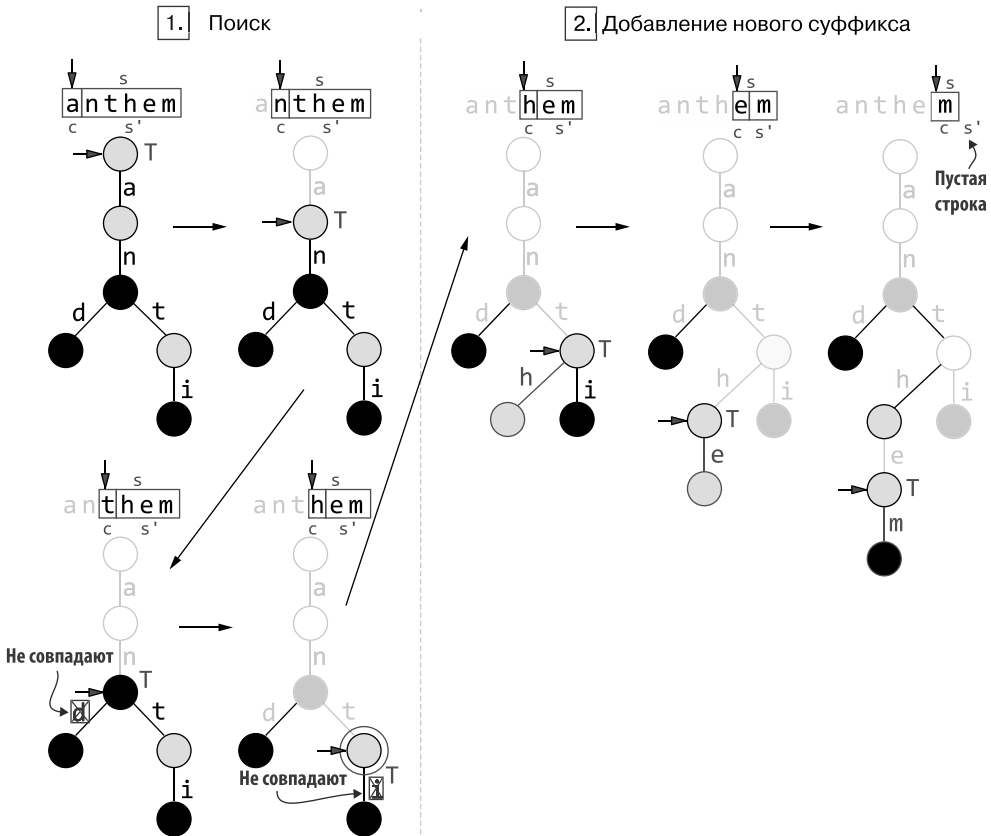 1. Поиск
s
anthem
c s'
T
a
n
d t
i
s
anthem
c s'
a
T
n
d t
i
s
anthem
c s'
a
n
Не совпадают
T
d
t
i
s
anthem
c s'
a
n
d t
Не совпадают
T
i
2. Добавление нового суффикса
s
anthem
c s'
a
n
d t
T
h i
s
anthem
c s'
a
n
d t
h i
T
e
s
anthem
c s'
Пустая
строка
a
n
d t
h i
e
T
m